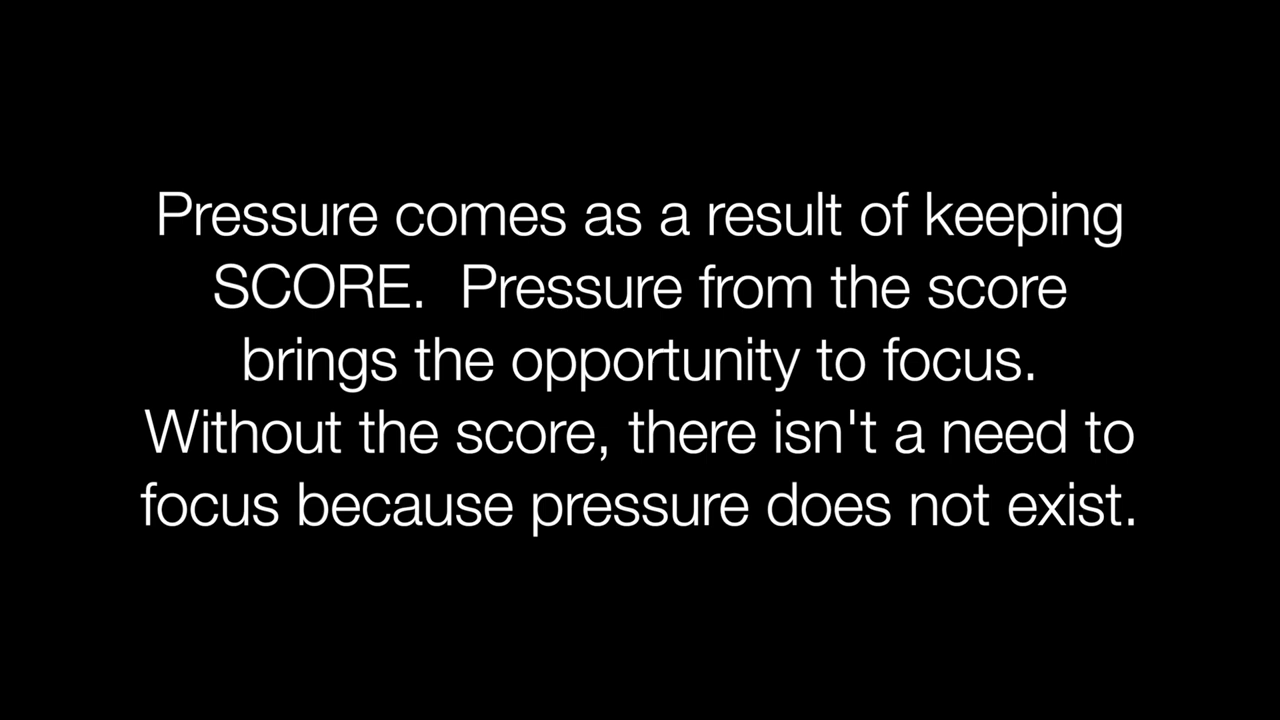 Pressure comes as a result of keeping
SCORE.  Pressure from the score
brings the opportunity to focus.
Without the score, there isn't a need to
focus because pressure does not exist.